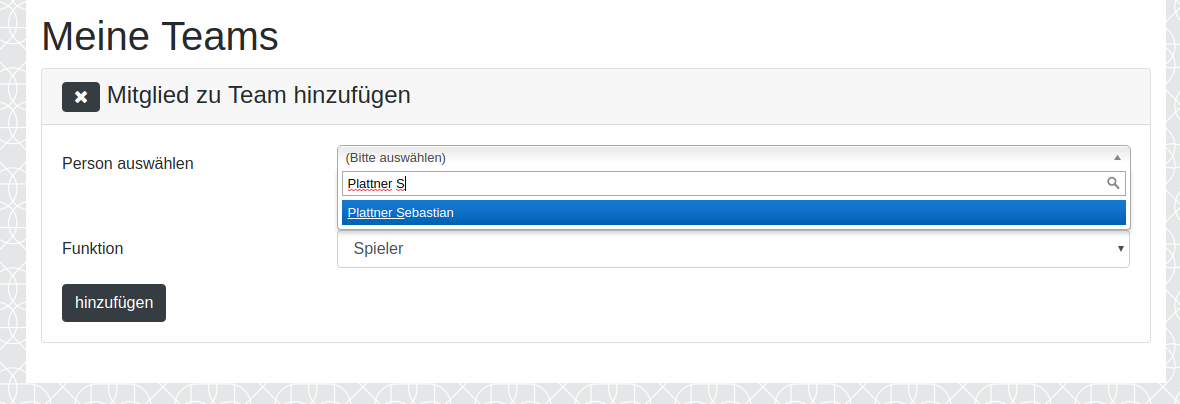 Meine Teams
Mitglied zu Team hinzufügen
Person auswählen
(Bitte auswählen)
Plattner S
Plattner Sebastian
Funktion
Spieler
hinzufügen